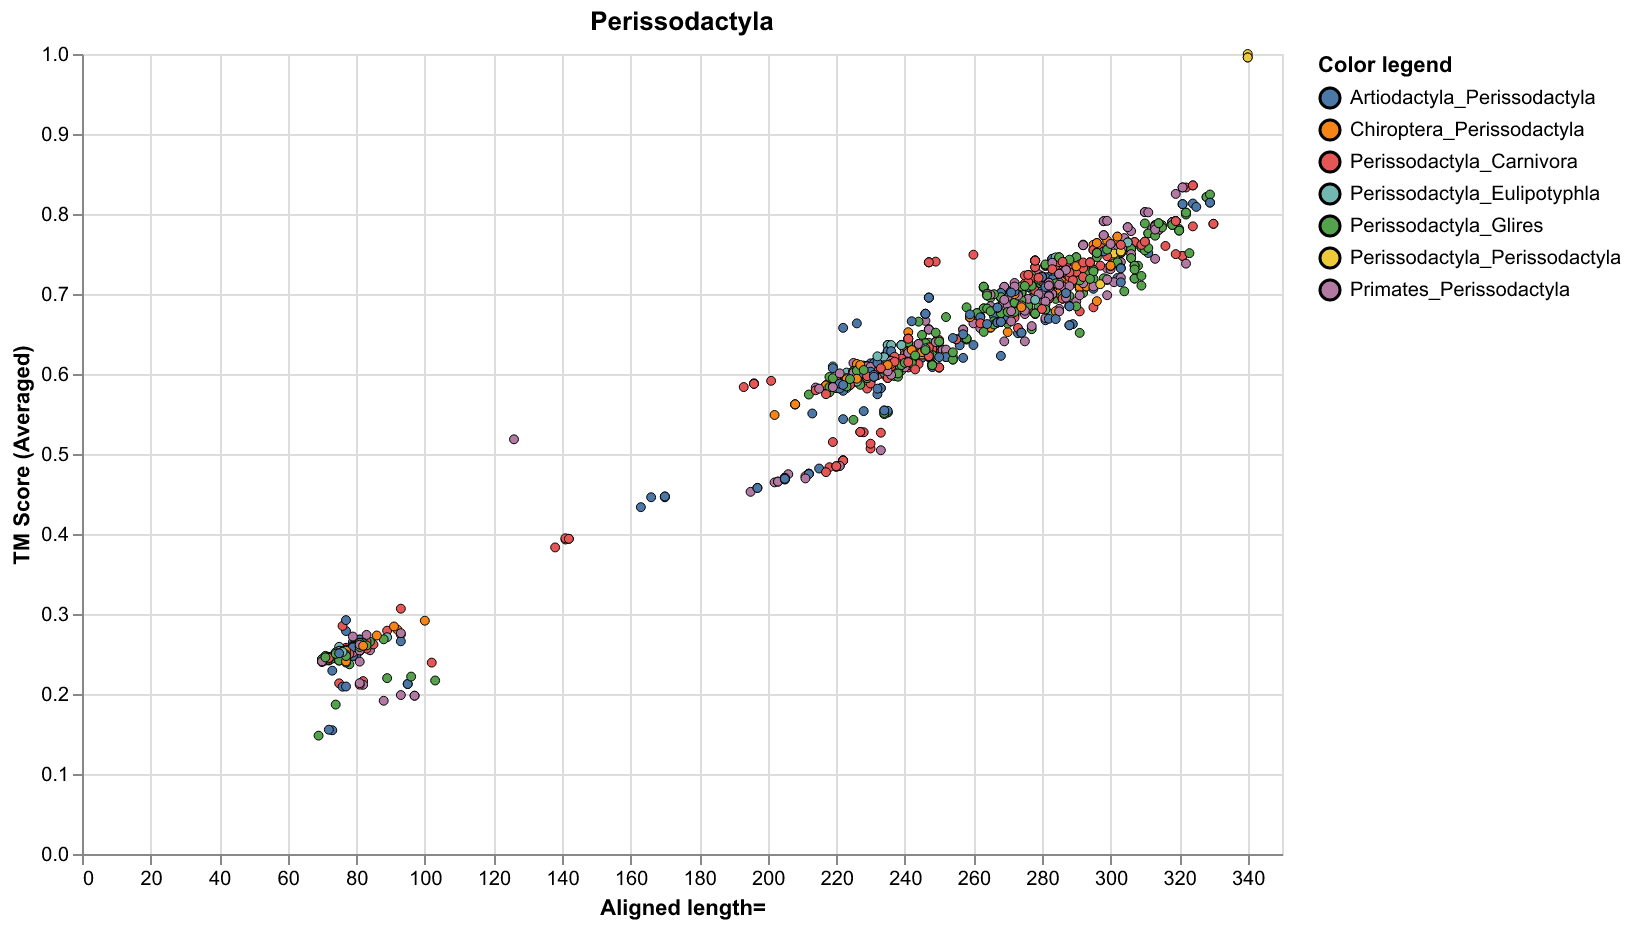 Perissodactyla
TM Score (Averaged)
1.0
0.9
0.8
0.7
0.6
0.5
0.4
0.3
0.2
0.1
0.0
0 20 40 60 80 100 120 140 160 180 200 220 240 260 280 300 320 340
Aligned length=
Color legend
Artiodactyla_Perissodactyla
Chiroptera_Perissodactyla
Perissodactyla_Carnivora
Perissodactyla_Eulipotyphla
Perissodactyla_Glires
Perissodactyla_Perissodactyla
Primates_Perissodactyla